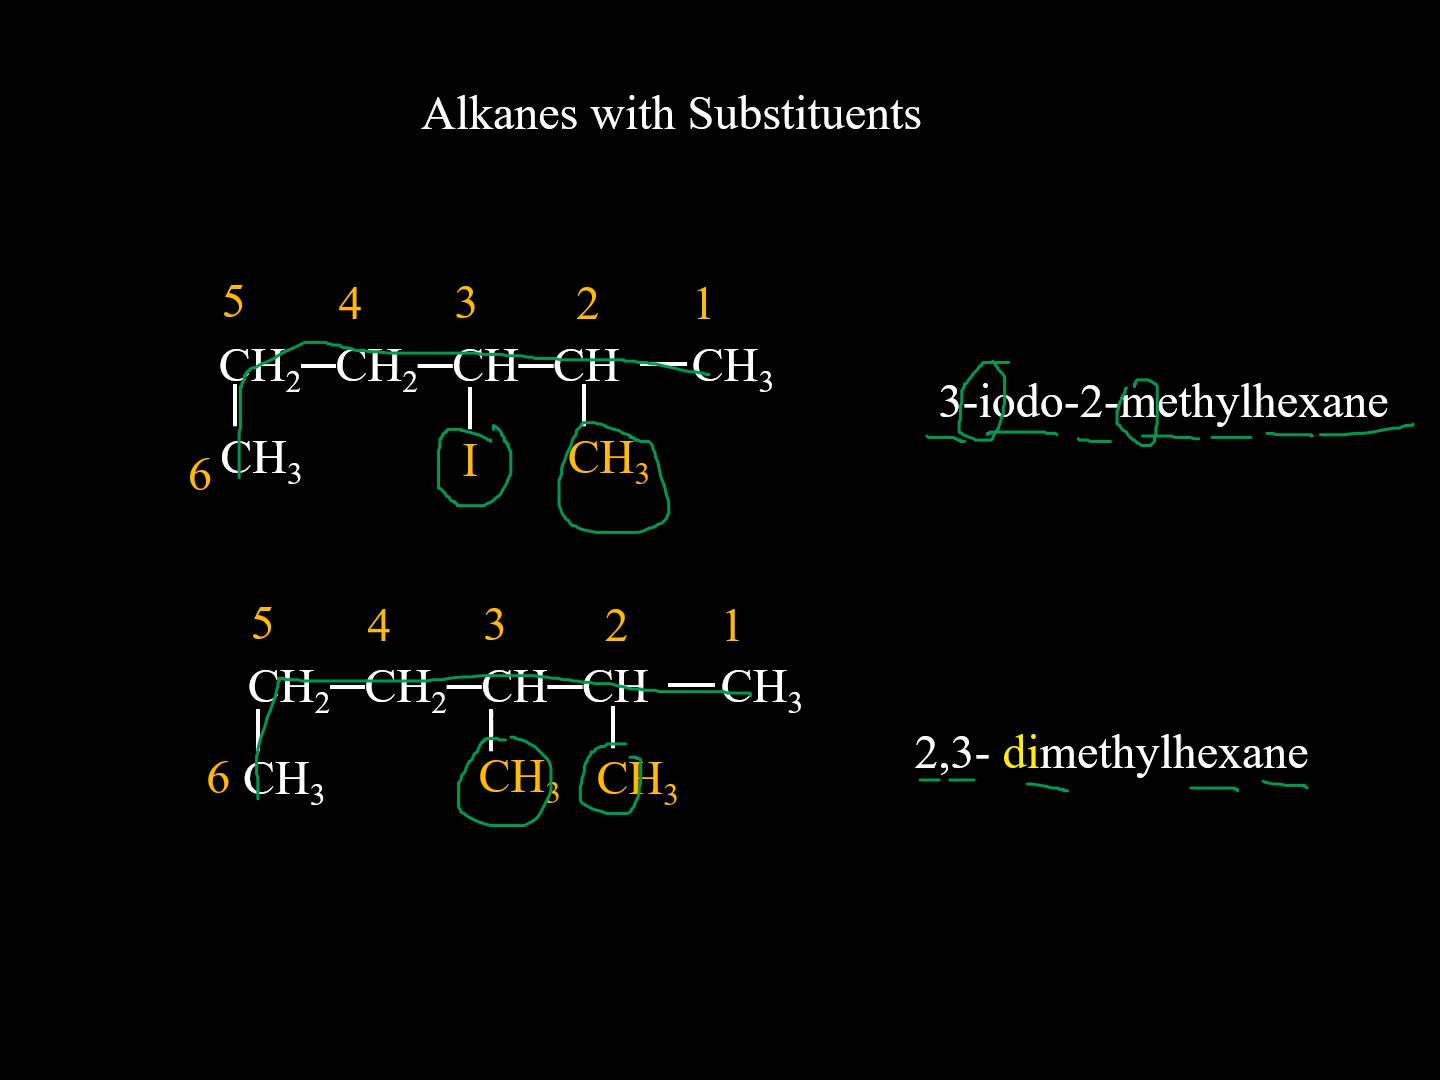 Alkanes with Substituents
5 4 3 2 1
CH₂—CH₂—CH—CH—CH₃
3-iodo-2-methylhexane
6 CH₃ I CH₃
5 4 3 2 1
CH₂—CH₂—CH—CH—CH₃
2,3- dimethylhexane
6 CH₃ CH₃ CH₃